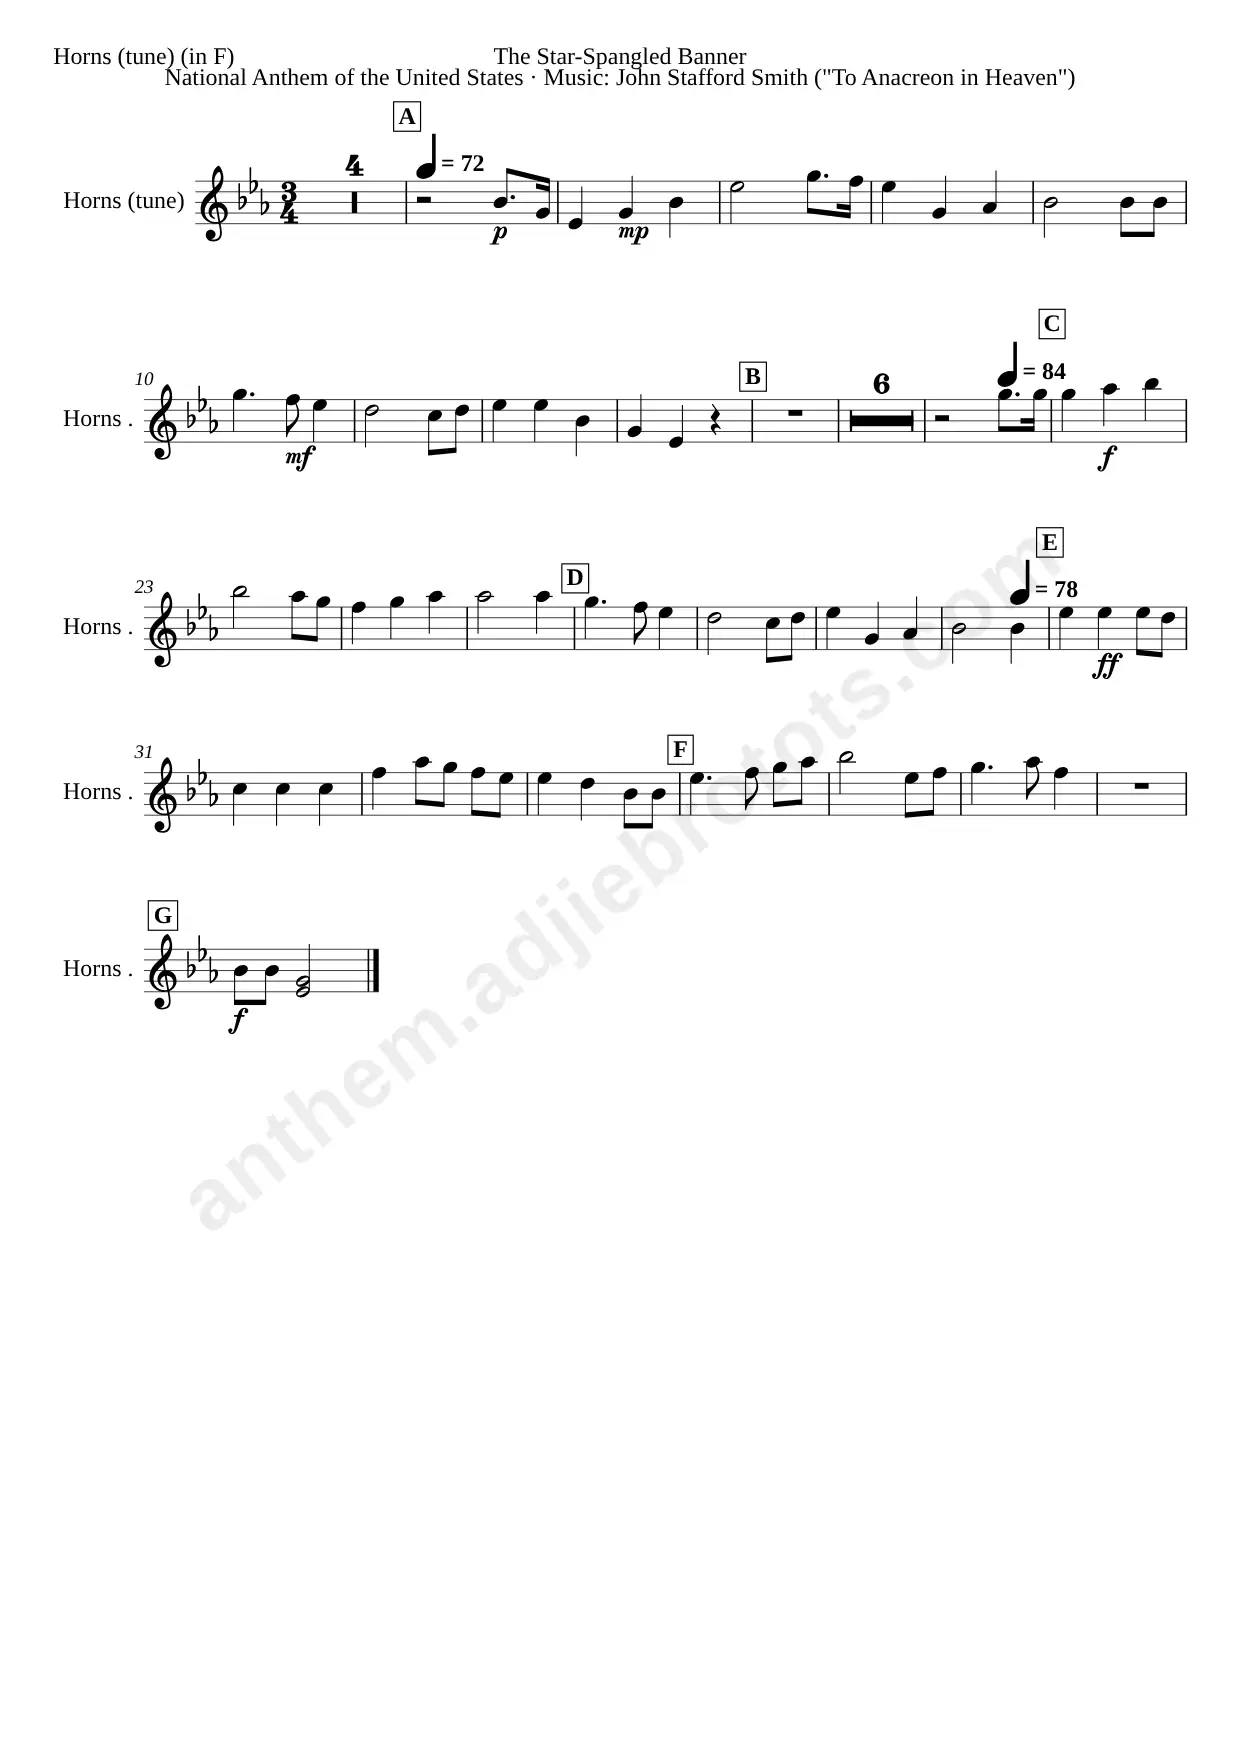 Horns (tune) (in F)
The Star-Spangled Banner
National Anthem of the United States · Music: John Stafford Smith ("To Anacreon in Heaven")
A
4
= 72
Horns (tune)
3
4
p
mp
C
10
B
6
= 84
Horns .
mf
f
E
23
D
= 78
Horns .
ff
31
F
Horns .
G
Horns .
f
anthem.adjiebrotots.com